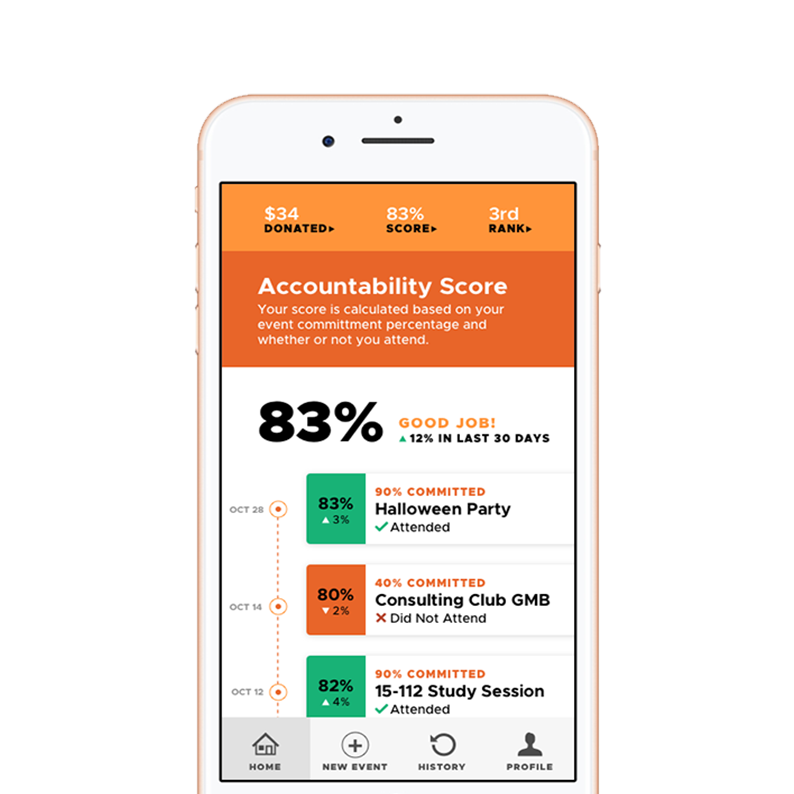 $34 83% 3rd
DONATED▸ SCORE▸ RANK▸
Accountability Score
Your score is calculated based on your
event committment percentage and
whether or not you attend.
83%
GOOD JOB!
▲12% IN LAST 30 DAYS
OCT 28
83%
▲ 3%
90% COMMITTED
Halloween Party
✓ Attended
OCT 14
80%
▼ 2%
40% COMMITTED
Consulting Club GMB
✕ Did Not Attend
OCT 12
82%
▲ 4%
90% COMMITTED
15-112 Study Session
✓ Attended
HOME NEW EVENT HISTORY PROFILE